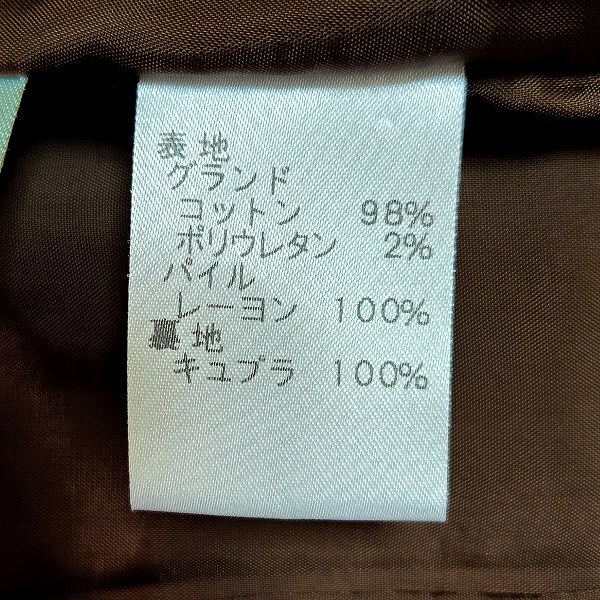 表地
グランド
コットン 98%
ポリウレタン 2%
パイル
レーヨン 100%
裏地
キュプラ 100%